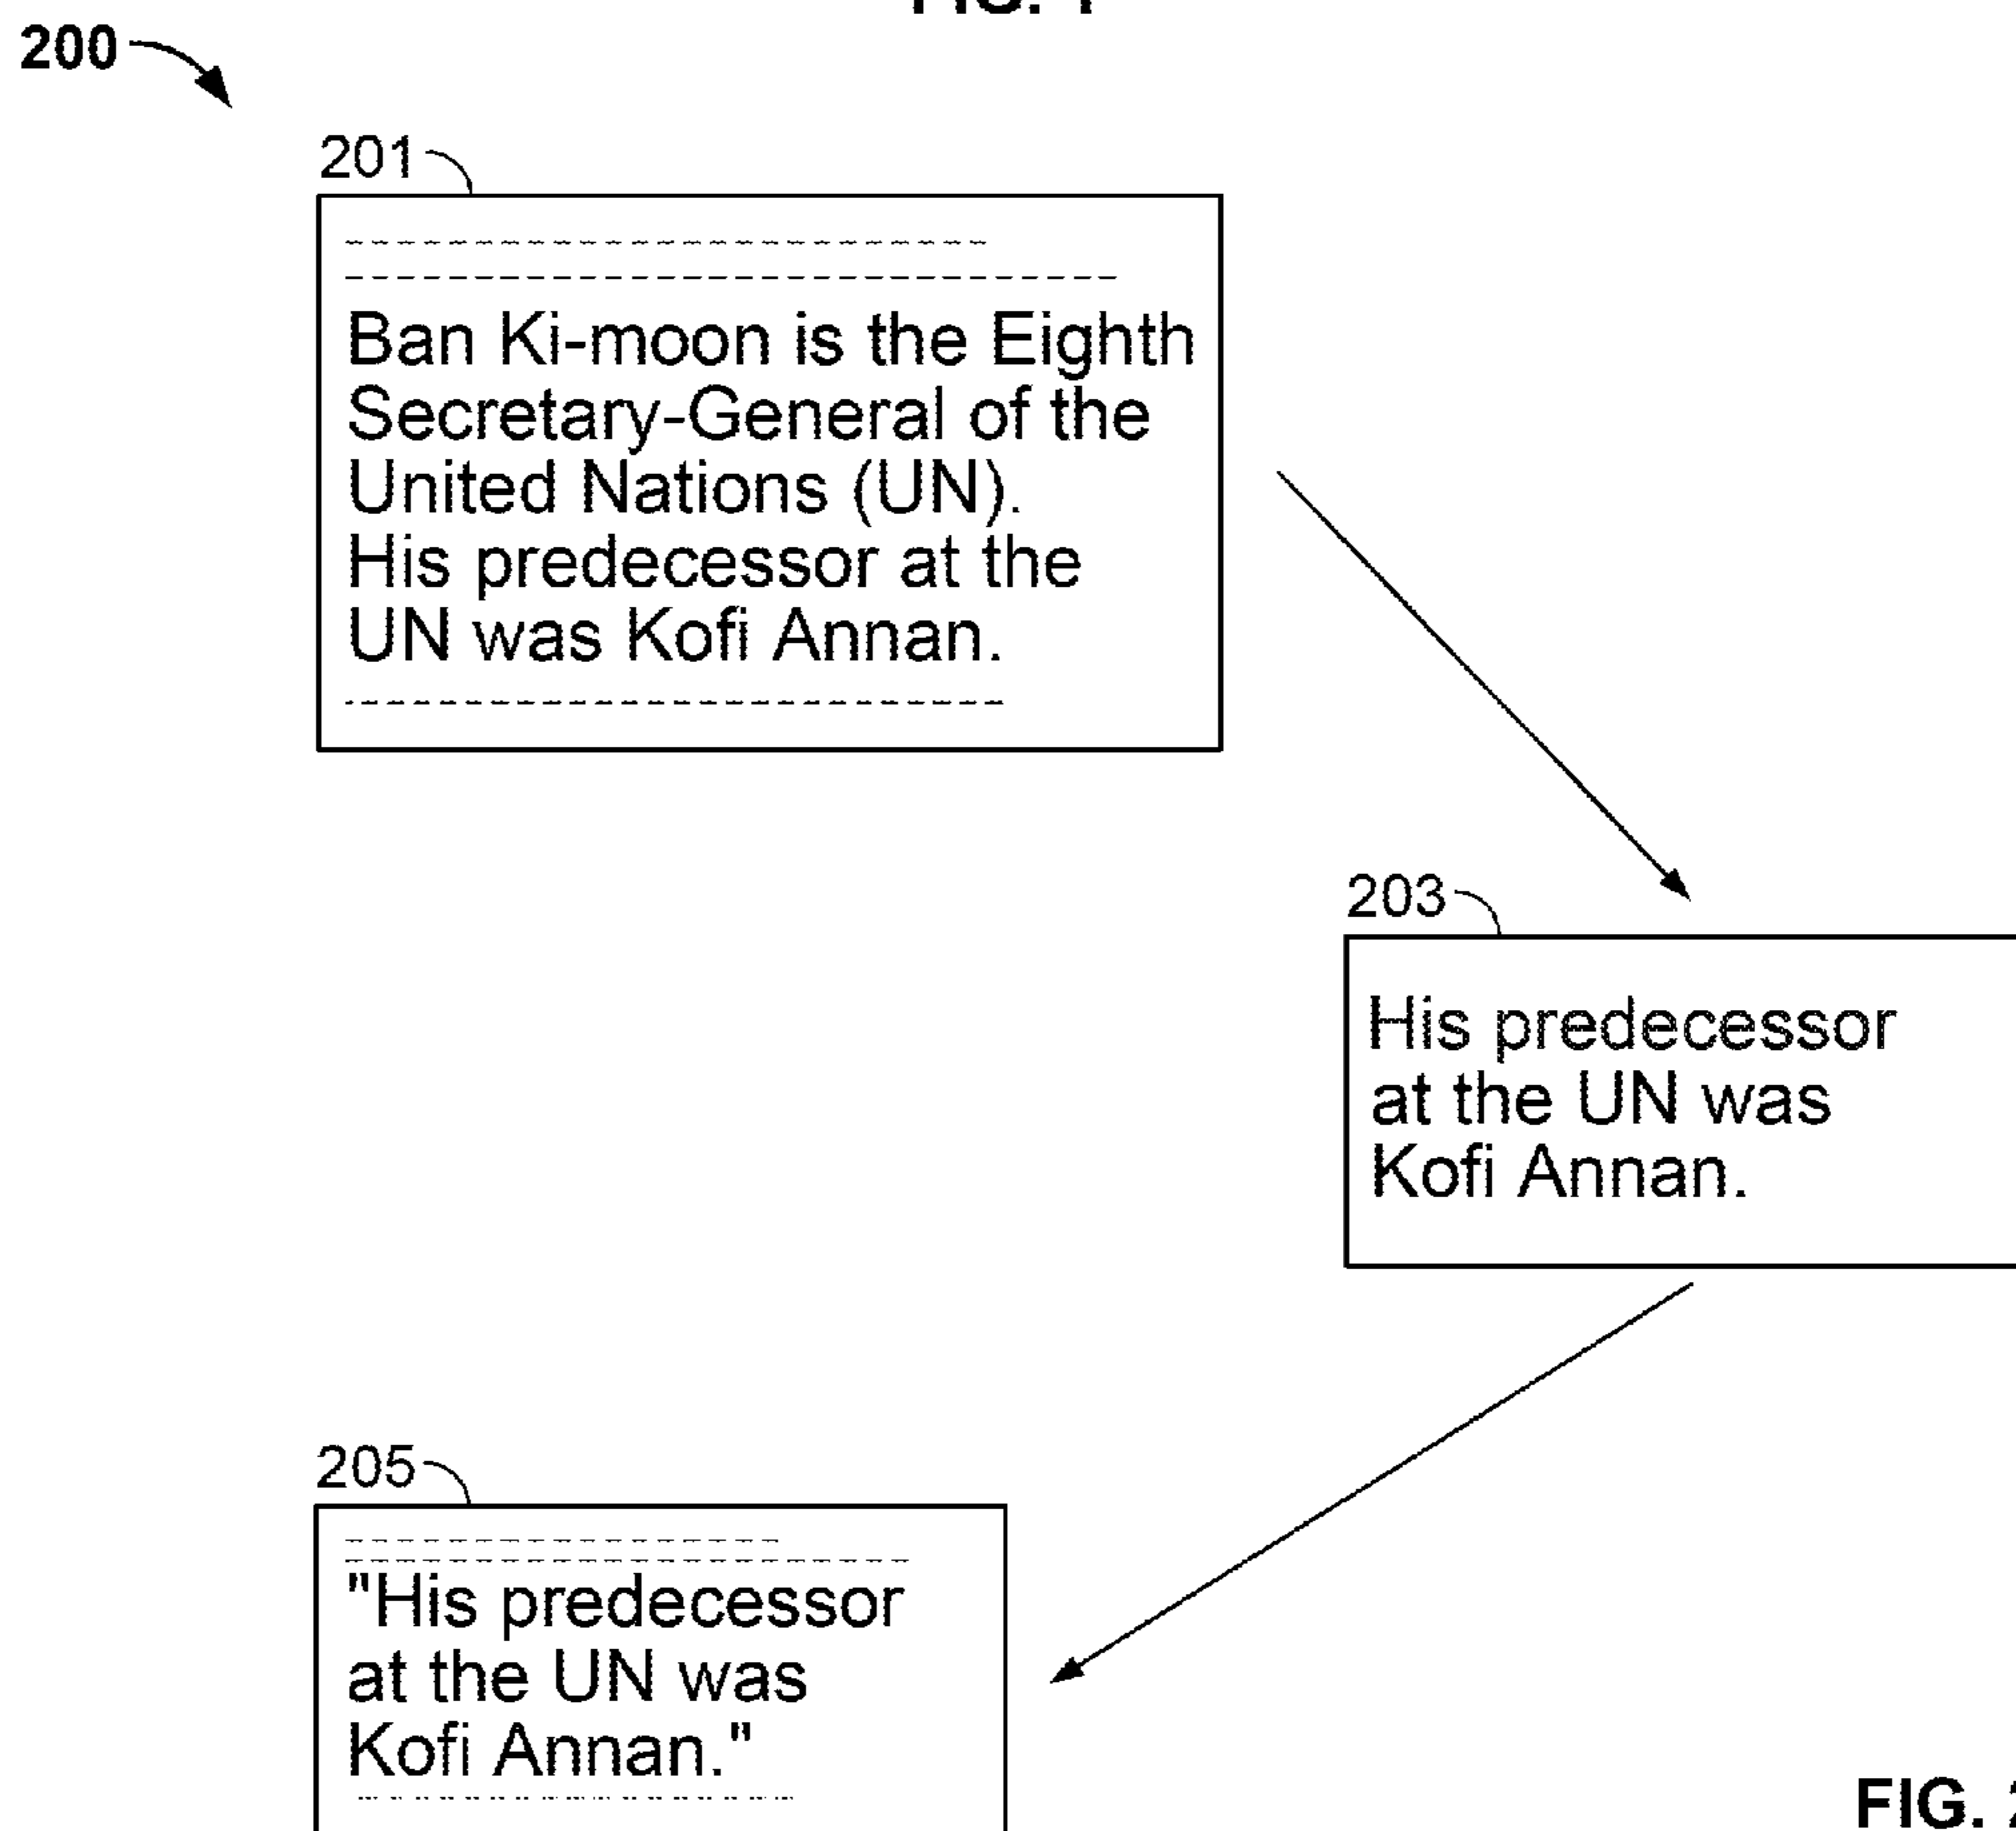 200
201
Ban Ki-moon is the Eighth
Secretary-General of the
United Nations (UN).
His predecessor at the
UN was Kofi Annan.
203
His predecessor
at the UN was
Kofi Annan.
205
"His predecessor
at the UN was
Kofi Annan."
FIG.